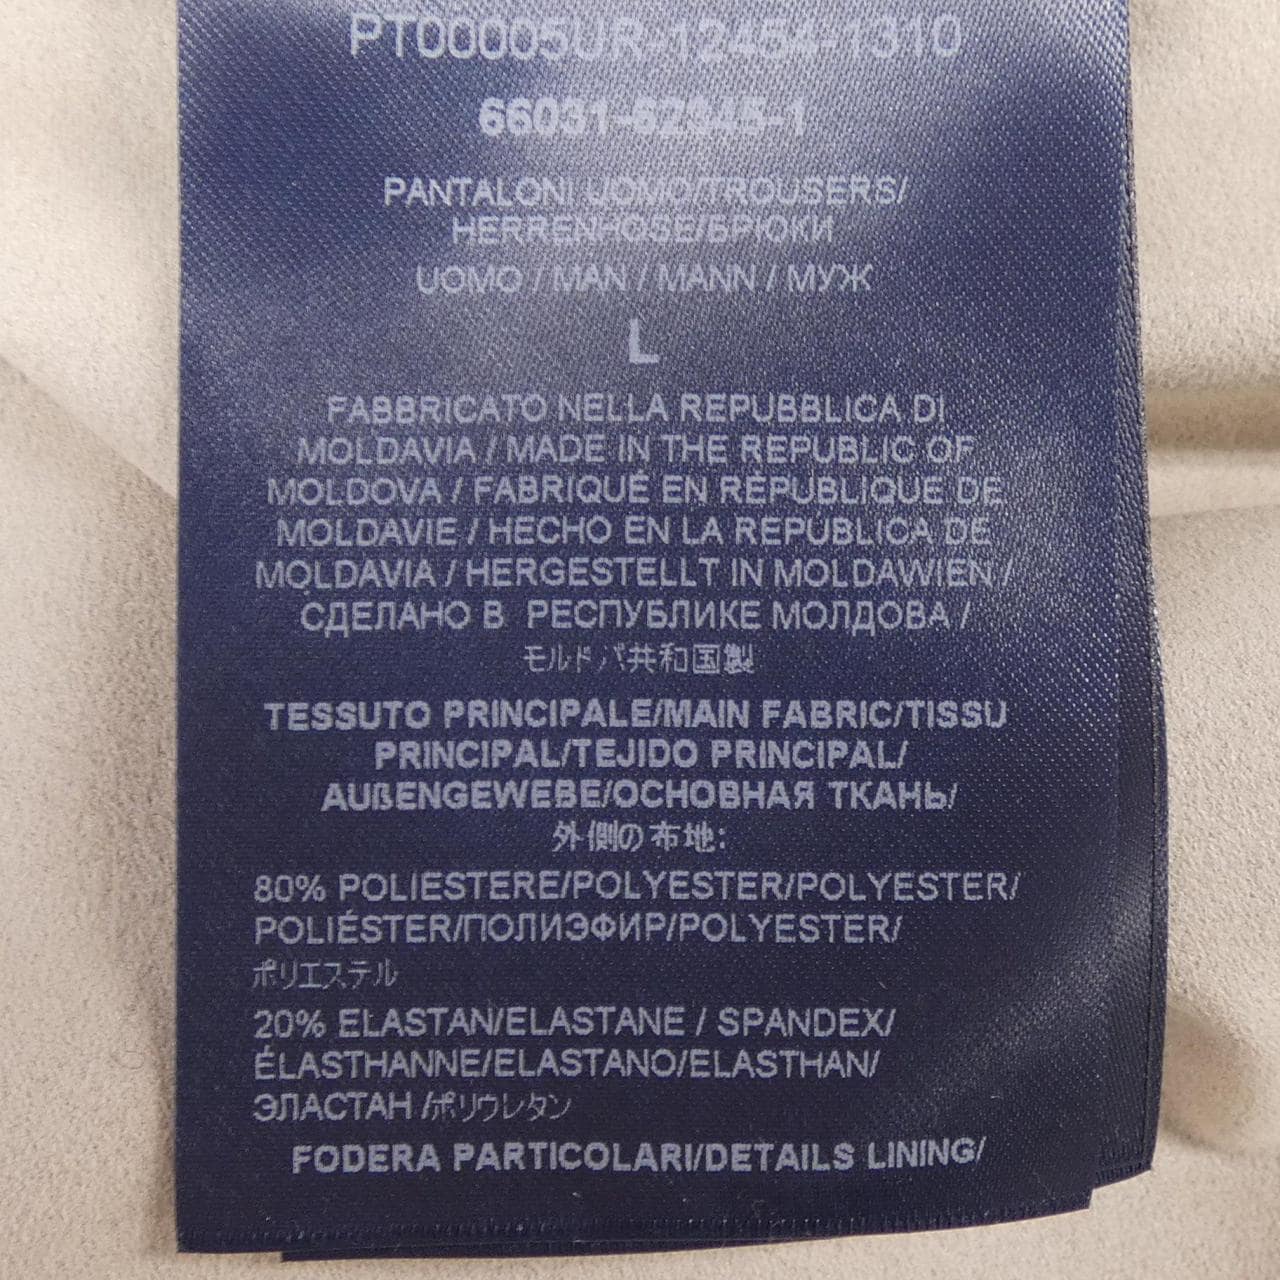 PT00005UR-12454-1310
66031-62345-1
PANTALONI UOMO/TROUSERS/
HERRENHOSE/БРЮКИ
UOMO / MAN / MANN / МУЖ
L
FABBRICATO NELLA REPUBBLICA DI
MOLDAVIA / MADE IN THE REPUBLIC OF
MOLDOVA / FABRIQUÉ EN RÉPUBLIQUE DE
MOLDAVIE / HECHO EN LA REPÚBLICA DE
MOLDAVIA / HERGESTELLT IN MOLDAWIEN /
СДЕЛАНО В РЕСПУБЛИКЕ МОЛДОВА /
モルドバ共和国製
TESSUTO PRINCIPALE/MAIN FABRIC/TISSU
PRINCIPAL/TEJIDO PRINCIPAL/
AUßENGEWEBE/ОСНОВНАЯ ТКАНЬ/
外側の布地:
80% POLIESTERE/POLYESTER/POLYESTER/
POLIÉSTER/ПОЛИЭФИР/POLYESTER/
ポリエステル
20% ELASTAN/ELASTANE / SPANDEX/
ÉLASTHANNE/ELASTANO/ELASTHAN/
ЭЛАСТАН /ポリウレタン
FODERA PARTICOLARI/DETAILS LINING/